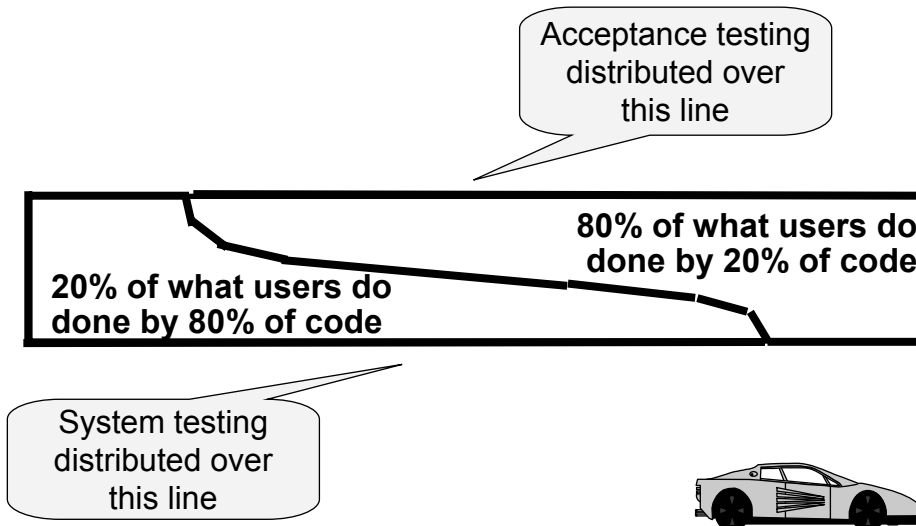 Acceptance testing
distributed over
this line
80% of what users do
done by 20% of code
20% of what users do
done by 80% of code
System testing
distributed over
this line